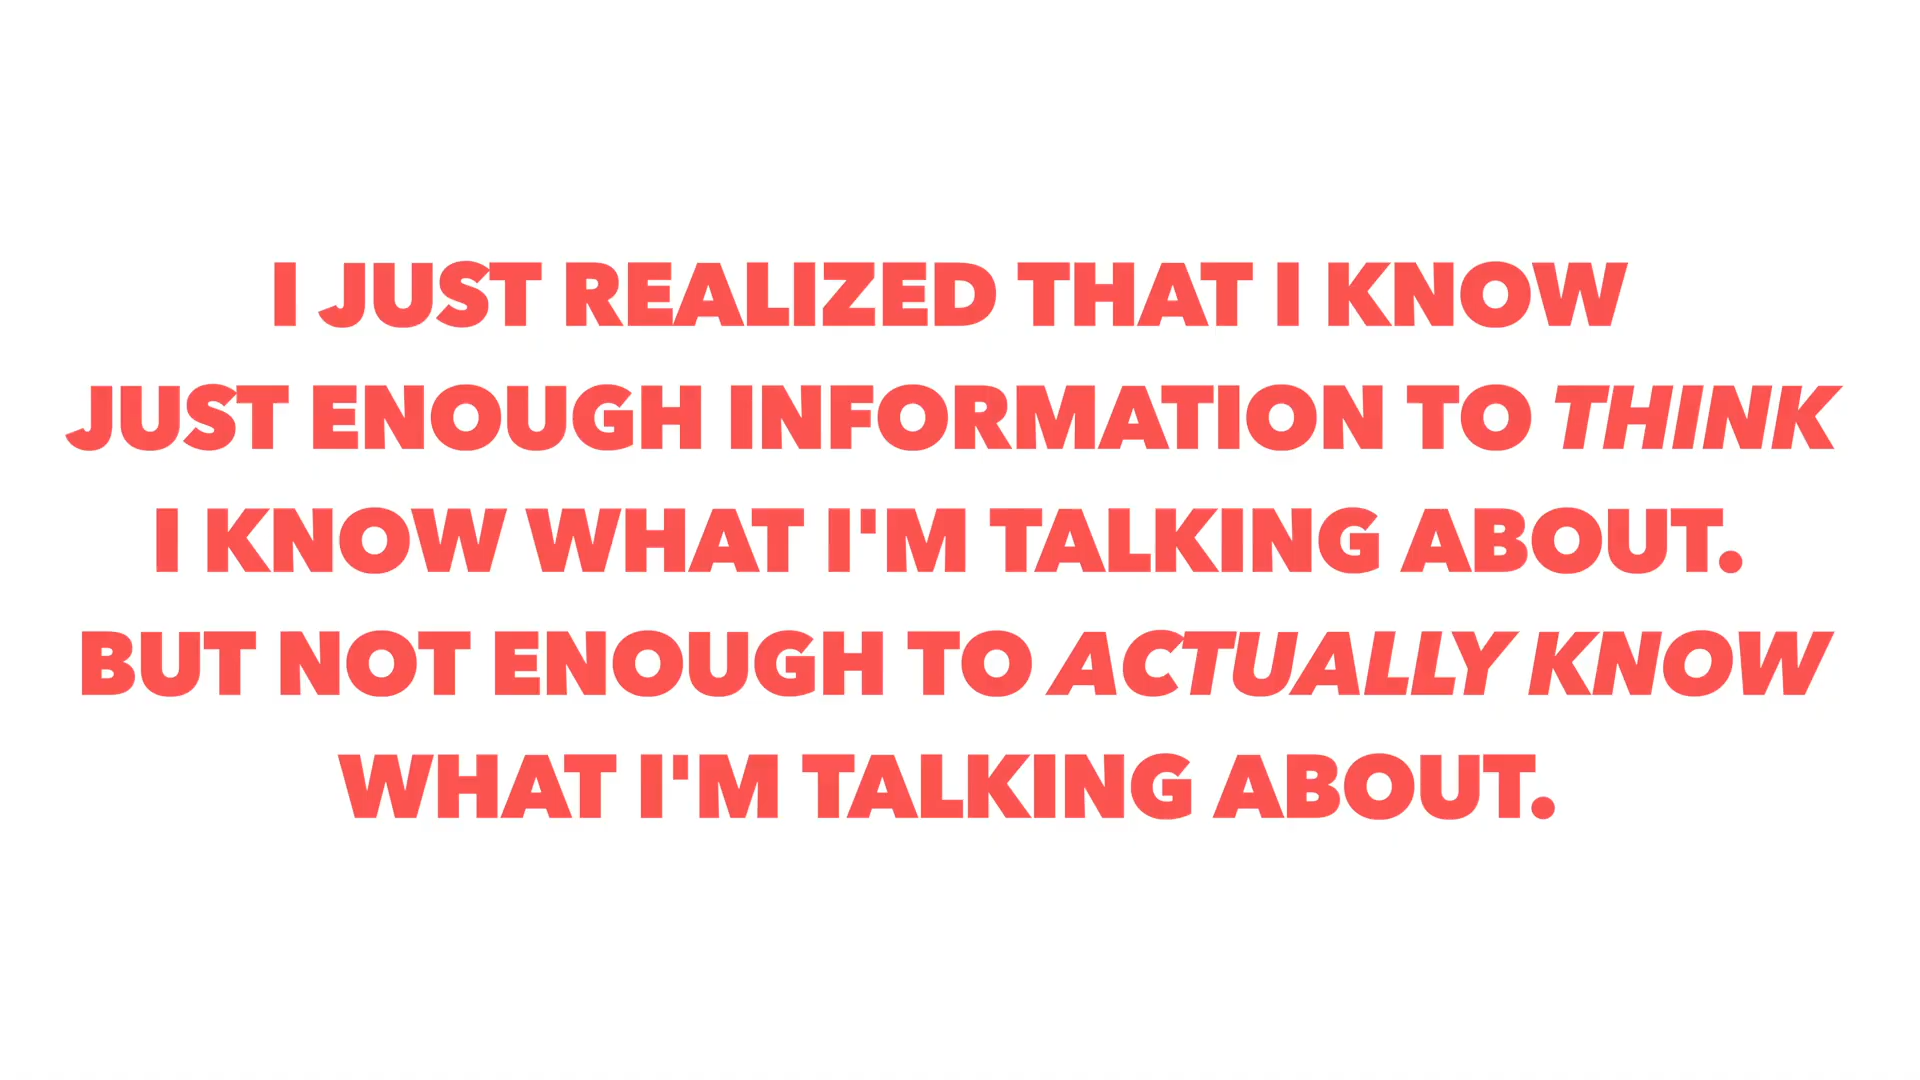 I JUST REALIZED THAT I KNOW
JUST ENOUGH INFORMATION TO THINK
I KNOW WHAT I'M TALKING ABOUT.
BUT NOT ENOUGH TO ACTUALLY KNOW
WHAT I'M TALKING ABOUT.